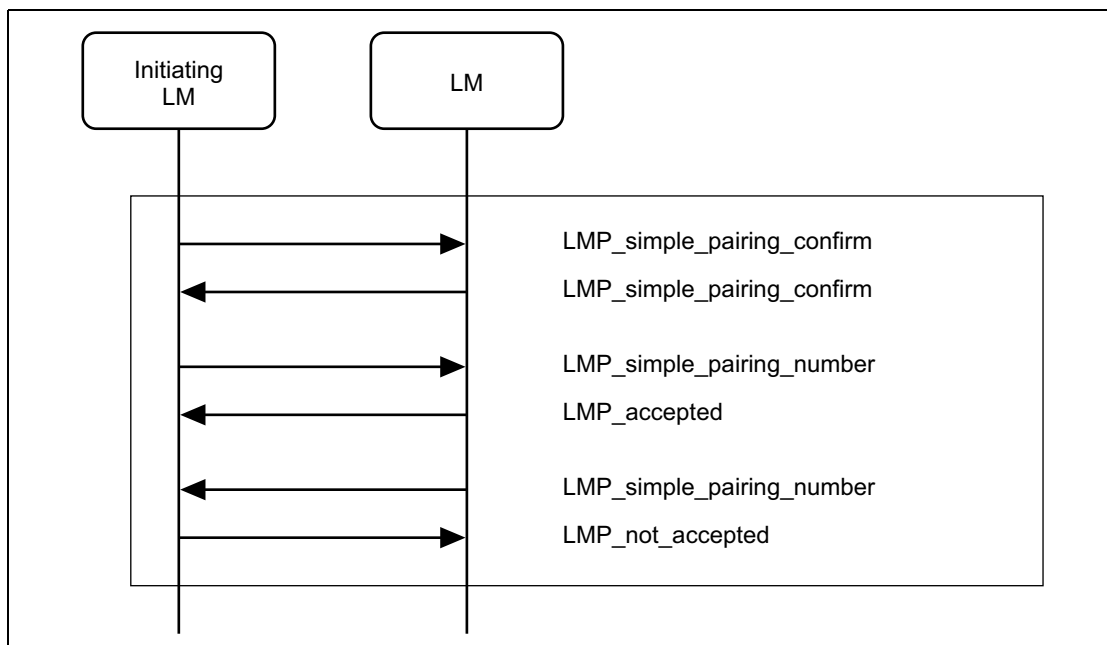 Initiating
LM
LM
LMP_simple_pairing_confirm
LMP_simple_pairing_confirm
LMP_simple_pairing_number
LMP_accepted
LMP_simple_pairing_number
LMP_not_accepted